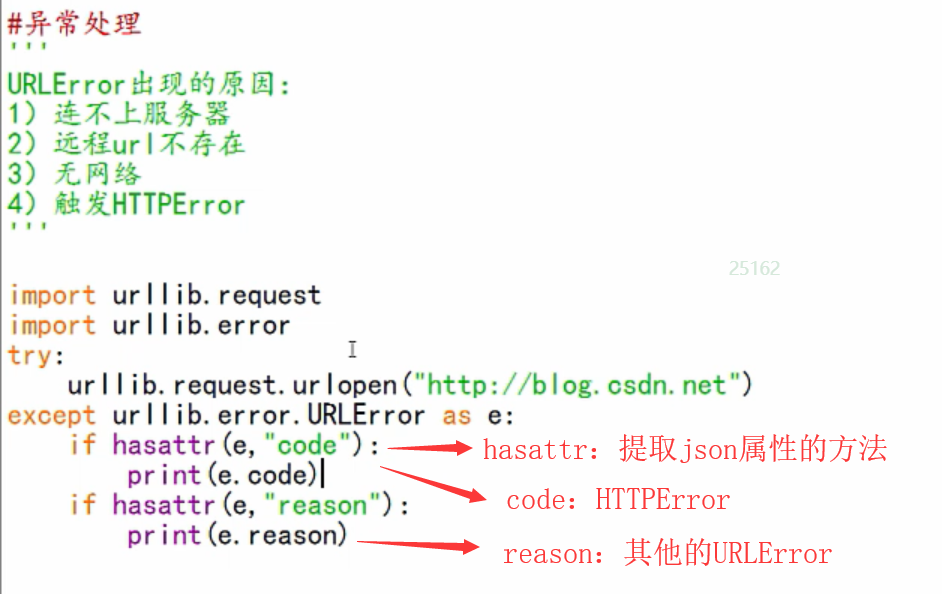 #异常处理
'''
URLError出现的原因:
1) 连不上服务器
2) 远程url不存在
3) 无网络
4) 触发HTTPError
'''
25162
import urllib.request
import urllib.error
try:
    urllib.request.urlopen("http://blog.csdn.net")
except urllib.error.URLError as e:
    if hasattr(e,"code"): hasattr：提取json属性的方法
        print(e.code) code：HTTPError
    if hasattr(e,"reason"):
        print(e.reason) reason：其他的URLError